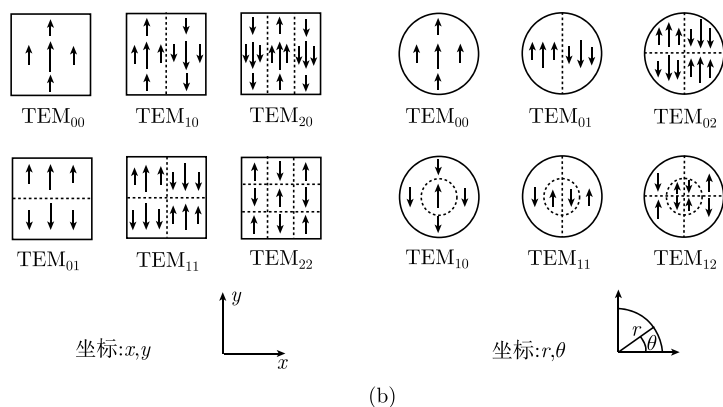 TEM₀₀ TEM₁₀ TEM₂₀ TEM₀₀ TEM₀₁ TEM₀₂
TEM₀₁ TEM₁₁ TEM₂₂ TEM₁₀ TEM₁₁ TEM₁₂
y
x
坐标:x,y
r
θ
坐标:r,θ
(b)